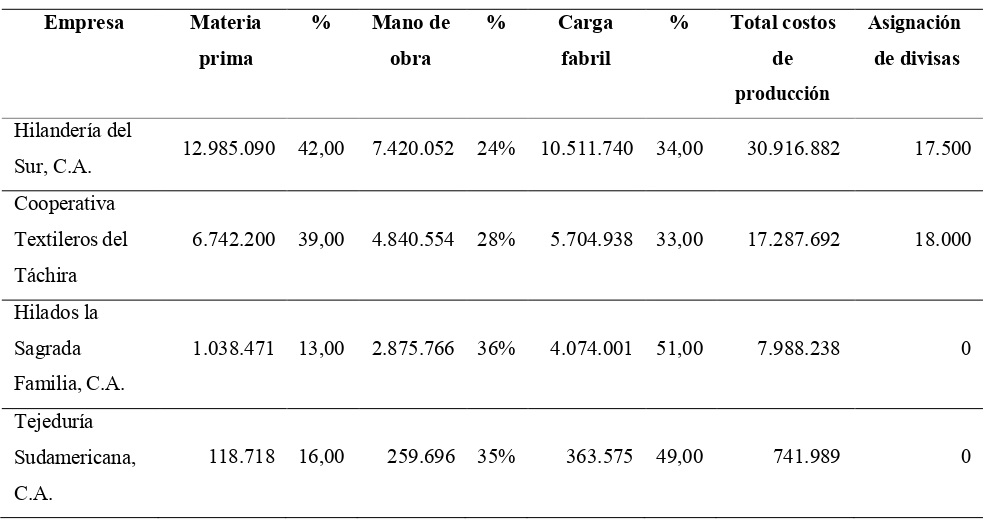 Empresa Materia prima % Mano de obra % Carga fabril % Total costos de producción Asignación de divisas
Hilandería del Sur, C.A. 12.985.090 42,00 7.420.052 24% 10.511.740 34,00 30.916.882 17.500
Cooperativa Textileros del Táchira 6.742.200 39,00 4.840.554 28% 5.704.938 33,00 17.287.692 18.000
Hilados la Sagrada Familia, C.A. 1.038.471 13,00 2.875.766 36% 4.074.001 51,00 7.988.238 0
Tejeduría Sudamericana, C.A. 118.718 16,00 259.696 35% 363.575 49,00 741.989 0